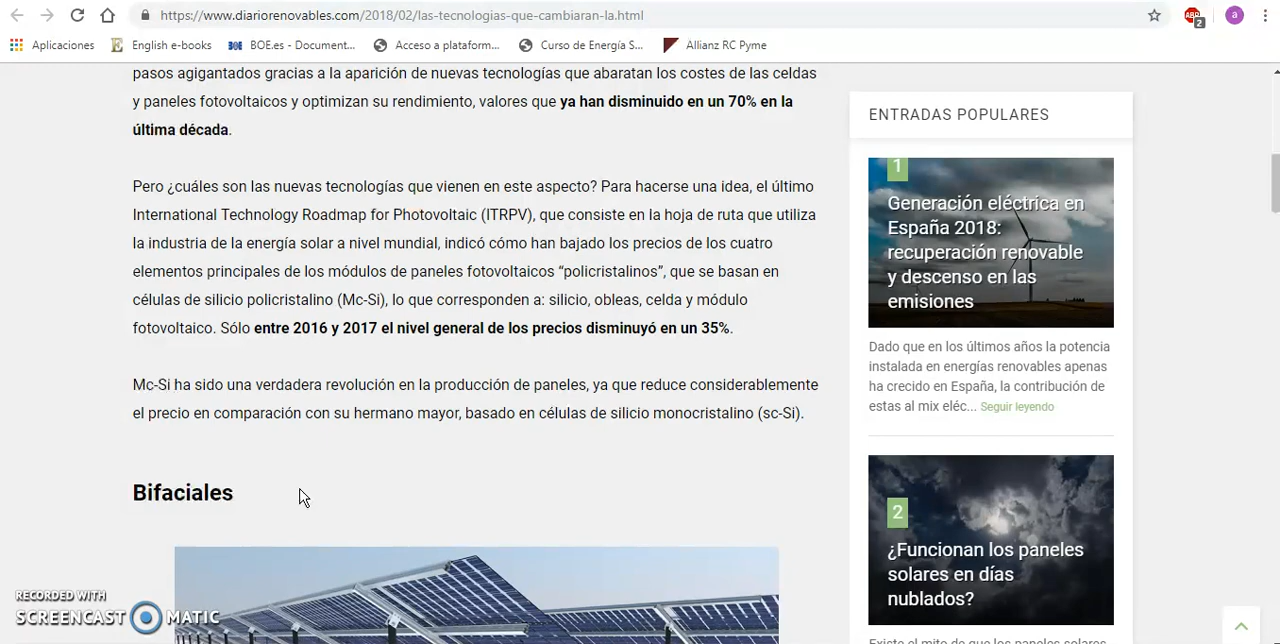 https://www.diariorenovables.com/2018/02/las-tecnologias-que-cambiaran-la.html
ABP
2
a
Aplicaciones
E English e-books
BOE.es - Document...
Acceso a plataform...
Curso de Energía S...
Allianz RC Pyme
pasos agigantados gracias a la aparición de nuevas tecnologías que abaratan los costes de las celdas
y paneles fotovoltaicos y optimizan su rendimiento, valores que ya han disminuido en un 70% en la
última década.
Pero ¿cuáles son las nuevas tecnologías que vienen en este aspecto? Para hacerse una idea, el último
International Technology Roadmap for Photovoltaic (ITRPV), que consiste en la hoja de ruta que utiliza
la industria de la energía solar a nivel mundial, indicó cómo han bajado los precios de los cuatro
elementos principales de los módulos de paneles fotovoltaicos “policristalinos”, que se basan en
células de silicio policristalino (Mc-Si), lo que corresponden a: silicio, obleas, celda y módulo
fotovoltaico. Sólo entre 2016 y 2017 el nivel general de los precios disminuyó en un 35%.
Mc-Si ha sido una verdadera revolución en la producción de paneles, ya que reduce considerablemente
el precio en comparación con su hermano mayor, basado en células de silicio monocristalino (sc-Si).
Bifaciales
ENTRADAS POPULARES
1
Generación eléctrica en
España 2018:
recuperación renovable
y descenso en las
emisiones
Dado que en los últimos años la potencia
instalada en energías renovables apenas
ha crecido en España, la contribución de
estas al mix eléc... Seguir leyendo
2
¿Funcionan los paneles
solares en días
nublados?
Existe el mito de que los paneles solares
RECORDED WITH
SCREENCAST MATIC